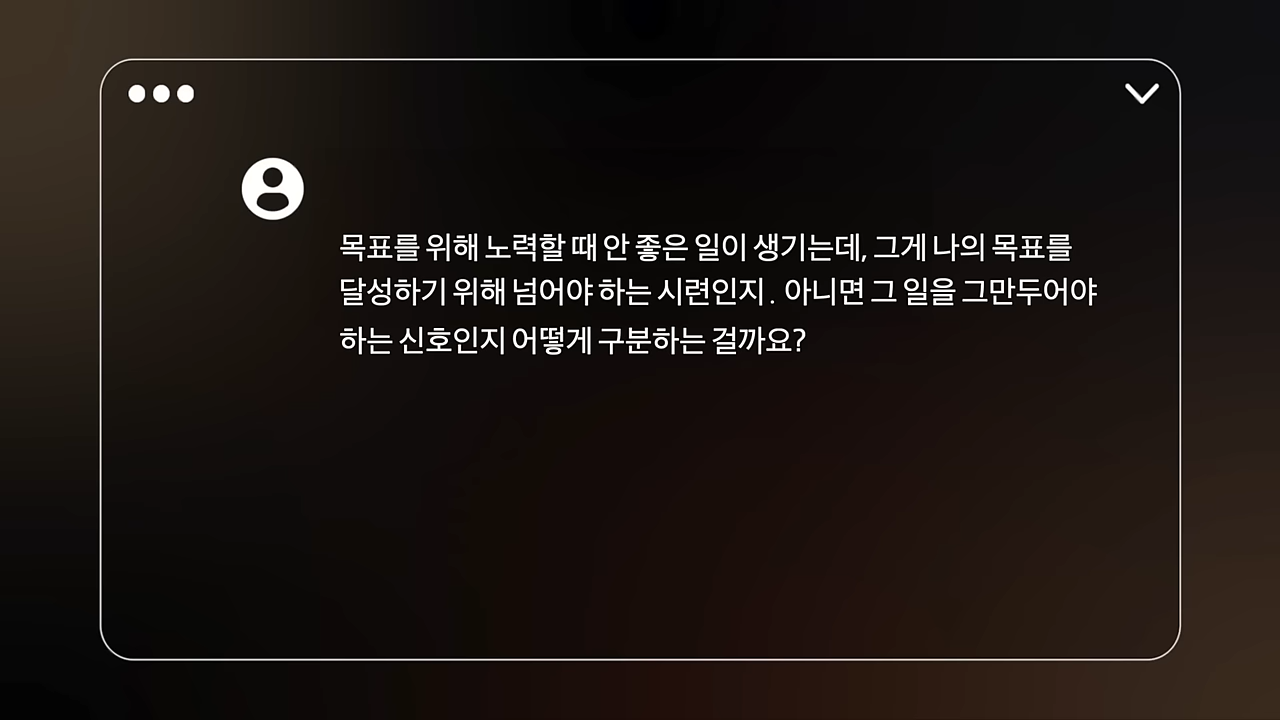 목표를 위해 노력할 때 안 좋은 일이 생기는데, 그게 나의 목표를
달성하기 위해 넘어야 하는 시련인지. 아니면 그 일을 그만두어야
하는 신호인지 어떻게 구분하는 걸까요?